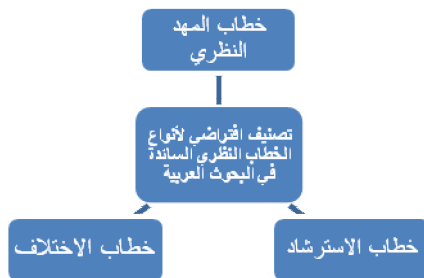 خطاب المهد
النظري
تصنيف افتراضي لأنواع
الخطاب النظري السائدة
في البحوث العربية
خطاب الاسترشاد
خطاب الاختلاف